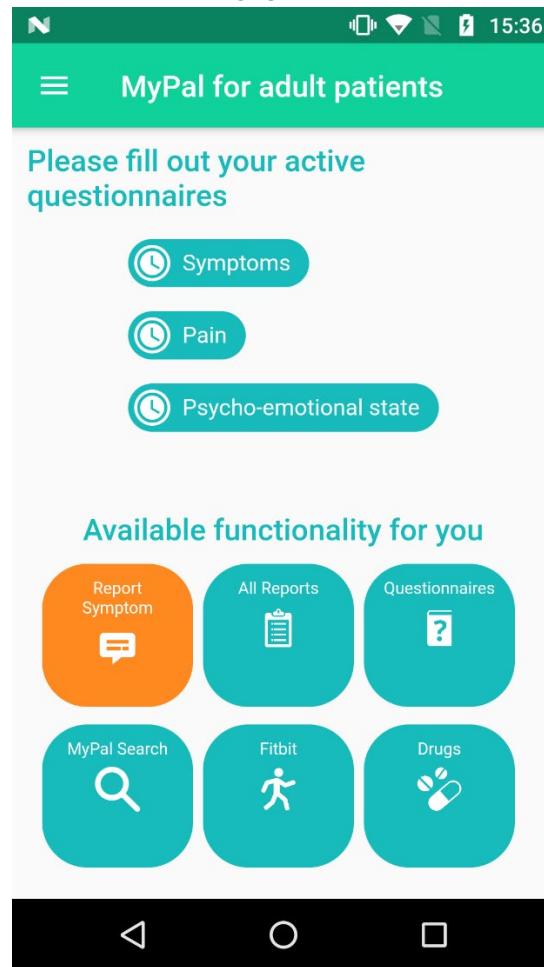 15:36
MyPal for adult patients
Please fill out your active
questionnaires
Symptoms
Pain
Psycho-emotional state
Available functionality for you
Report
Symptom
All Reports
Questionnaires
?
MyPal Search
Fitbit
Drugs